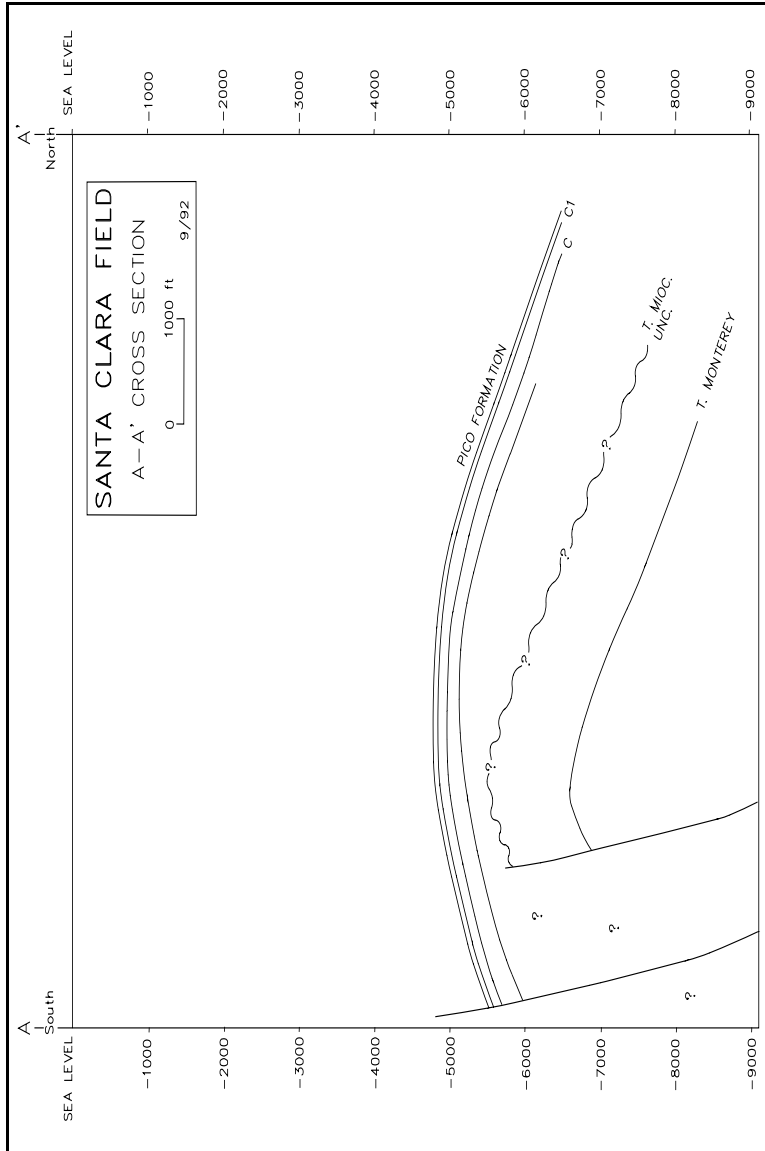 A
South
A'
North
SEA LEVEL
-1000
-2000
-3000
-4000
-5000
-6000
-7000
-8000
-9000
SEA LEVEL
-1000
-2000
-3000
-4000
-5000
-6000
-7000
-8000
-9000
SANTA CLARA FIELD
A-A' CROSS SECTION
0 1000 ft
9/92
PICO FORMATION
C1
C
T. MIOC.
UNC.
T. MONTEREY
?
?
?
?
?
?
?